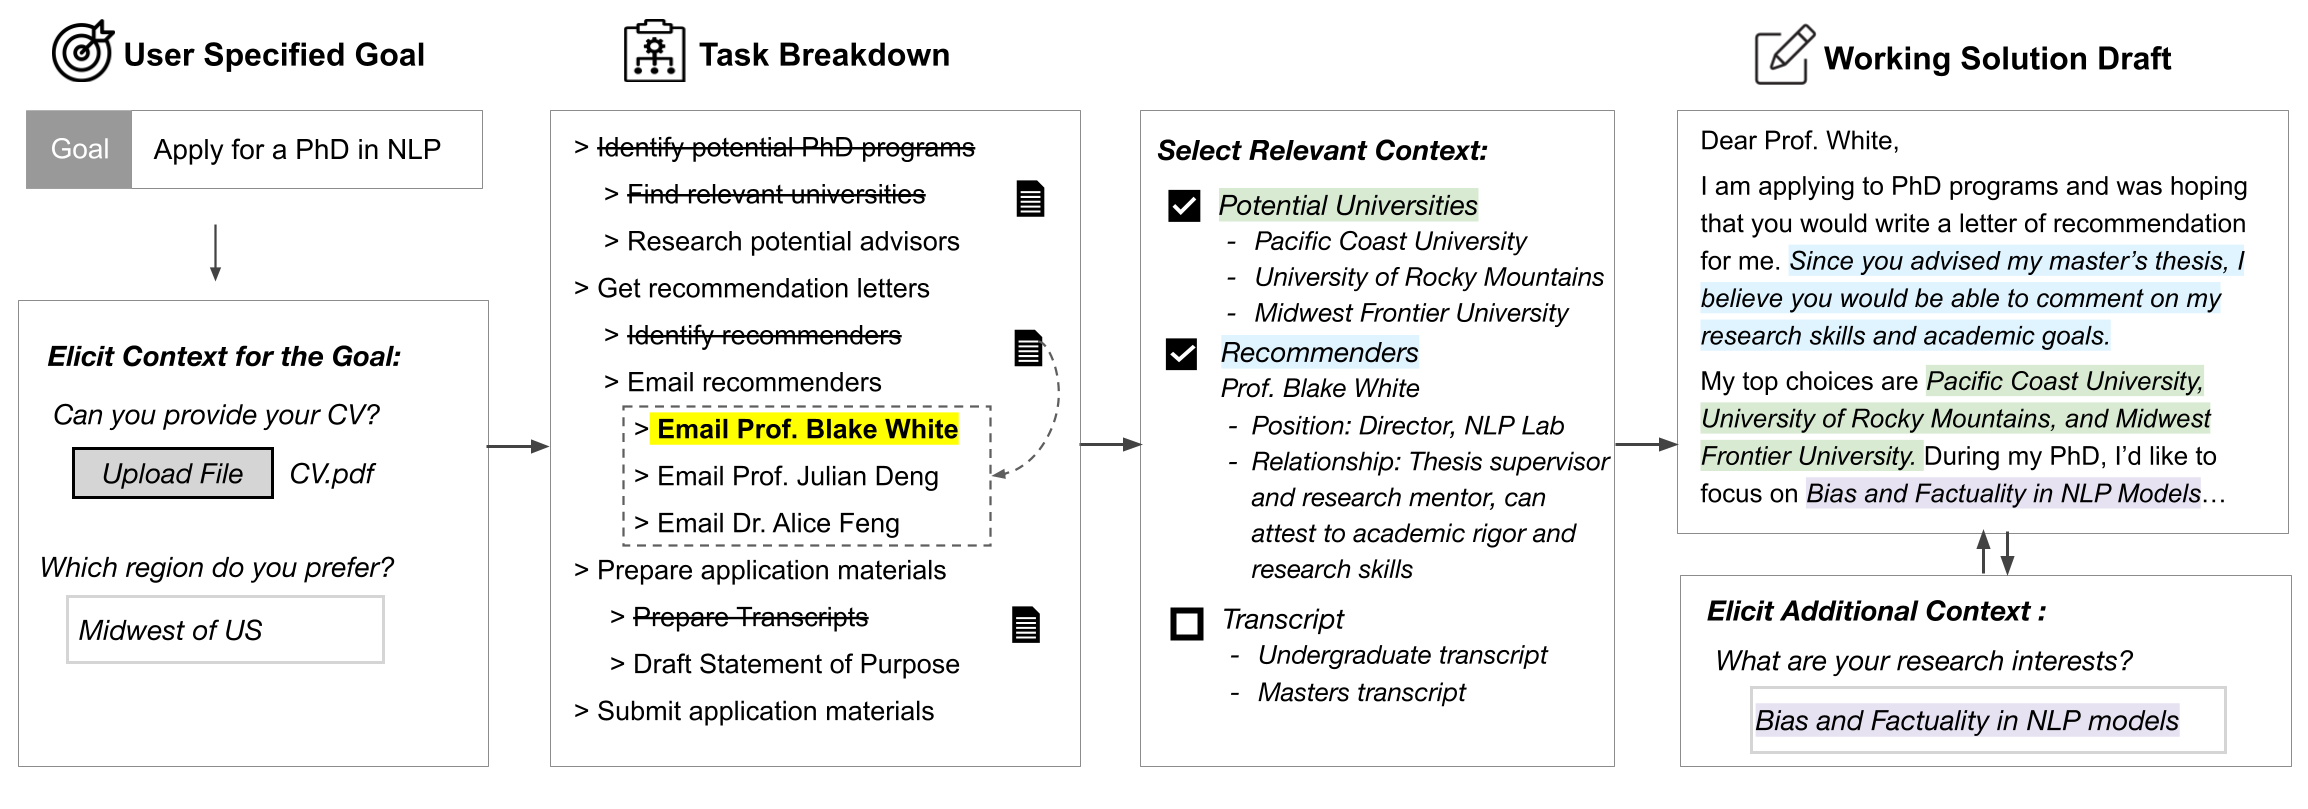 User Specified Goal
Goal
Apply for a PhD in NLP
Elicit Context for the Goal:
Can you provide your CV?
Upload File
CV.pdf
Which region do you prefer?
Midwest of US
Task Breakdown
> Identify potential PhD programs
> Find relevant universities
> Research potential advisors
> Get recommendation letters
> Identify recommenders
> Email recommenders
> Email Prof. Blake White
> Email Prof. Julian Deng
> Email Dr. Alice Feng
> Prepare application materials
> Prepare Transcripts
> Draft Statement of Purpose
> Submit application materials
Select Relevant Context:
Potential Universities
- Pacific Coast University
- University of Rocky Mountains
- Midwest Frontier University
Recommenders
Prof. Blake White
- Position: Director, NLP Lab
- Relationship: Thesis supervisor
and research mentor, can
attest to academic rigor and
research skills
Transcript
- Undergraduate transcript
- Masters transcript
Working Solution Draft
Dear Prof. White,
I am applying to PhD programs and was hoping
that you would write a letter of recommendation
for me. Since you advised my master’s thesis, I
believe you would be able to comment on my
research skills and academic goals.
My top choices are Pacific Coast University,
University of Rocky Mountains, and Midwest
Frontier University. During my PhD, I’d like to
focus on Bias and Factuality in NLP Models…
Elicit Additional Context :
What are your research interests?
Bias and Factuality in NLP models